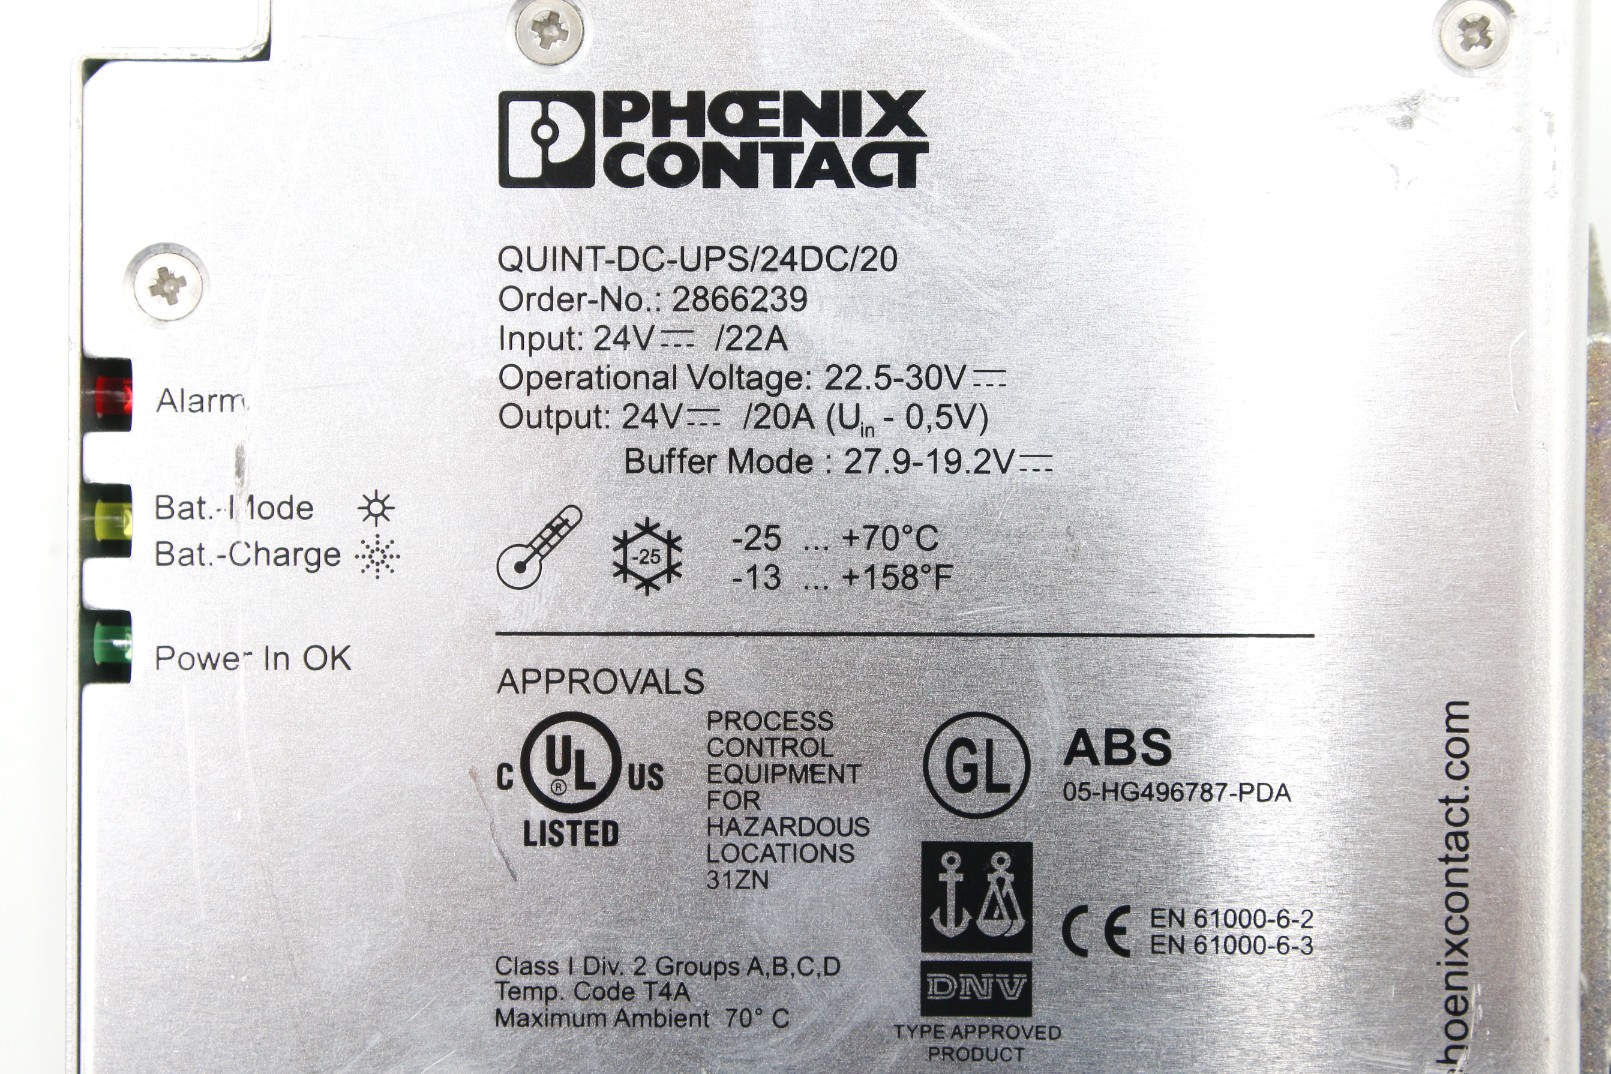 PHŒNIX
CONTACT
QUINT-DC-UPS/24DC/20
Order-No.: 2866239
Input: 24V⎓ /22A
Operational Voltage: 22.5-30V⎓
Output: 24V⎓ /20A (Uin - 0,5V)
Buffer Mode : 27.9-19.2V⎓
Alarm
Bat.-Mode
Bat.-Charge
Power In OK
-25
-25 ... +70°C
-13 ... +158°F
APPROVALS
C UL ® US
LISTED
PROCESS
CONTROL
EQUIPMENT
FOR
HAZARDOUS
LOCATIONS
31ZN
GL
ABS
05-HG496787-PDA
CE
EN 61000-6-2
EN 61000-6-3
DNV
TYPE APPROVED
PRODUCT
Class I Div. 2 Groups A,B,C,D
Temp. Code T4A
Maximum Ambient 70° C
hoenixcontact.com